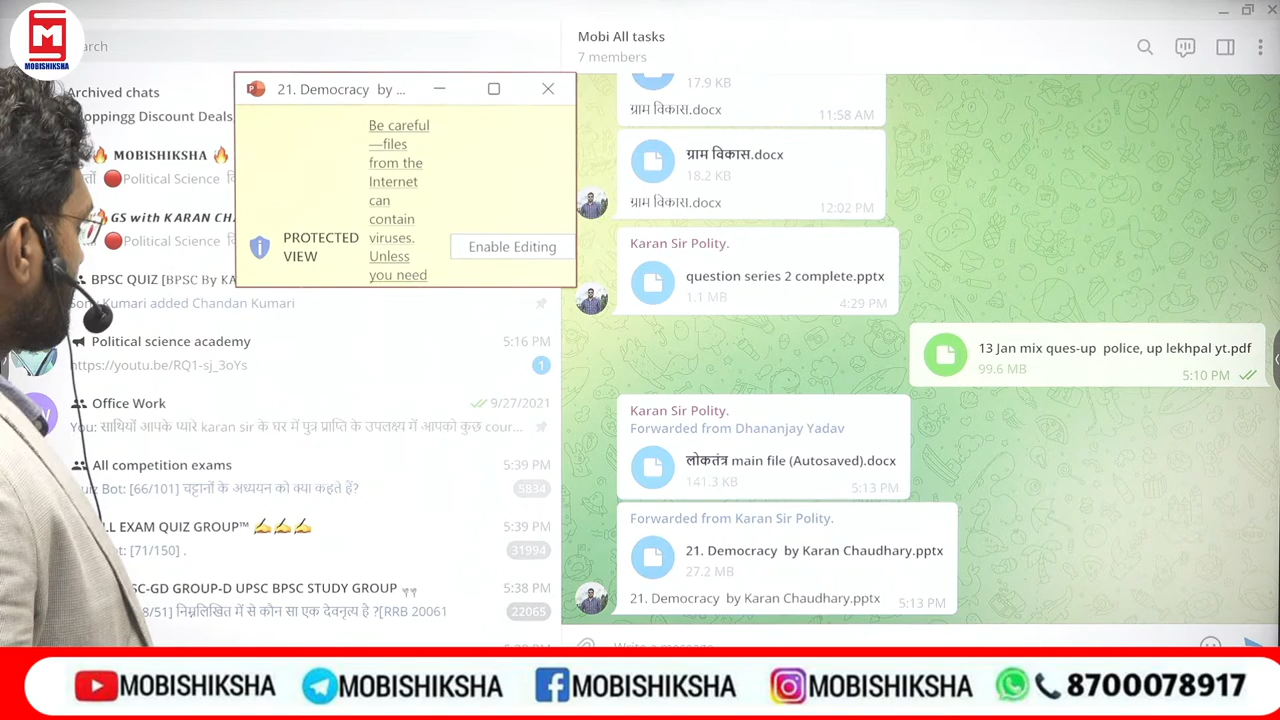 MOBISHIKSHA
arch
Archived chats
hoppingg Discount Deals,
🔥 MOBISHIKSHA 🔥
🔴Political Science
🔥GS with KARAN CHA
🔴Political Science
BPSC QUIZ [BPSC By KA
Sonu Kumari added Chandan Kumari
Political science academy 5:16 PM
https://youtu.be/RQ1-sj_3oYs 1
Office Work 9/27/2021
You: साथियों आपके प्यारे karan sir के घर में पुत्र प्राप्ति के उपलक्ष्य में आपको कुछ cour...
All competition exams 5:39 PM
iz Bot: [66/101] चट्टानों के अध्ययन को क्या कहते हैं? 5834
LL EXAM QUIZ GROUP™ ✍✍✍ 5:39 PM
ot: [71/150] . 31994
SC-GD GROUP-D UPSC BPSC STUDY GROUP 5:38 PM
8/51] निम्नलिखित में से कौन सा एक देवनृत्य है ?[RRB 20061 22065
21. Democracy by ...
Be careful
—files
from the
Internet
can
contain
viruses.
Unless
you need
PROTECTED
VIEW
Enable Editing
Mobi All tasks
7 members
17.9 KB
ग्राम विकास.docx 11:58 AM
ग्राम विकास.docx
18.2 KB
ग्राम विकास.docx 12:02 PM
Karan Sir Polity.
question series 2 complete.pptx
1.1 MB 4:29 PM
13 Jan mix ques-up police, up lekhpal yt.pdf
99.6 MB 5:10 PM
Karan Sir Polity.
Forwarded from Dhananjay Yadav
लोकतंत्र main file (Autosaved).docx
141.3 KB 5:13 PM
Forwarded from Karan Sir Polity.
21. Democracy by Karan Chaudhary.pptx
27.2 MB
21. Democracy by Karan Chaudhary.pptx 5:13 PM
Write a message...
MOBISHIKSHA MOBISHIKSHA MOBISHIKSHA MOBISHIKSHA 8700078917